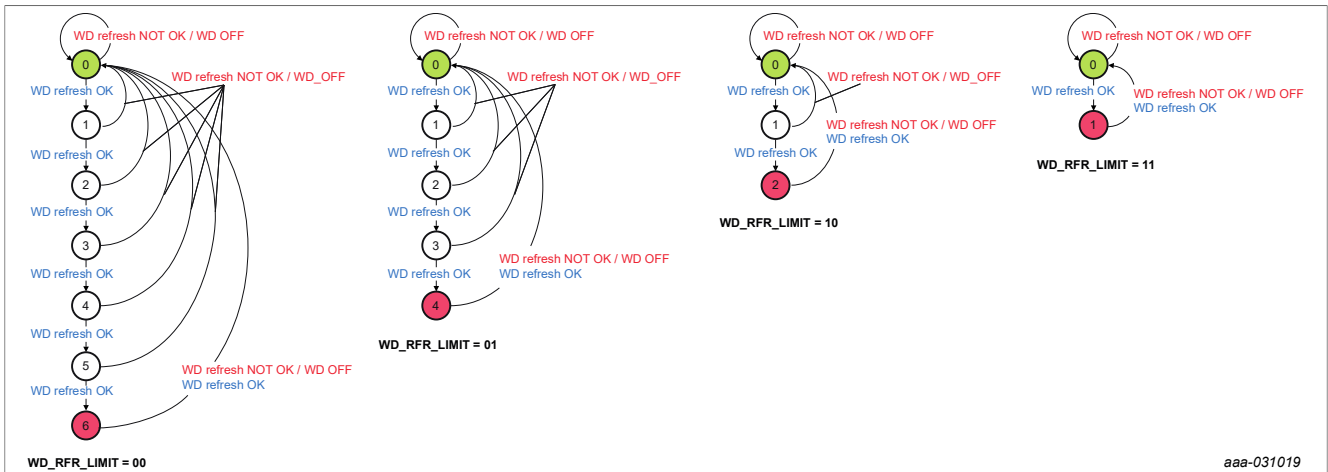 WD refresh NOT OK / WD OFF
0
WD refresh NOT OK / WD_OFF
WD refresh OK
1
WD refresh OK
2
WD refresh OK
3
WD refresh OK
4
WD refresh OK
5
WD refresh NOT OK / WD OFF
WD refresh OK
WD refresh OK
6
WD_RFR_LIMIT = 00
WD refresh NOT OK / WD OFF
0
WD refresh NOT OK / WD_OFF
WD refresh OK
1
WD refresh OK
2
WD refresh OK
3
WD refresh NOT OK / WD OFF
WD refresh OK
WD refresh OK
4
WD_RFR_LIMIT = 01
WD refresh NOT OK / WD OFF
0
WD refresh NOT OK / WD_OFF
WD refresh OK
1
WD refresh NOT OK / WD OFF
WD refresh OK
WD refresh OK
2
WD_RFR_LIMIT = 10
WD refresh NOT OK / WD OFF
0
WD refresh OK
WD refresh NOT OK / WD OFF
WD refresh OK
1
WD_RFR_LIMIT = 11
aaa-031019